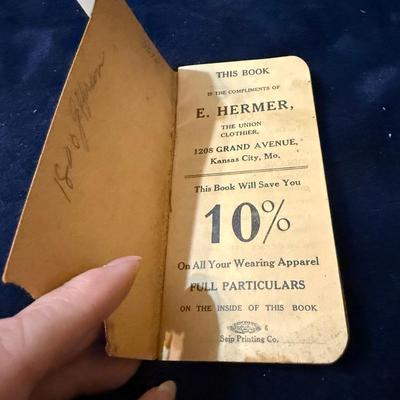 THIS BOOK
IS THE COMPLIMENTS OF
E. HERMER,
THE UNION
CLOTHIER,
1208 GRAND AVENUE,
Kansas City, Mo.
This Book Will Save You
10%
On All Your Wearing Apparel
FULL PARTICULARS
ON THE INSIDE OF THIS BOOK
Seip Printing Co.